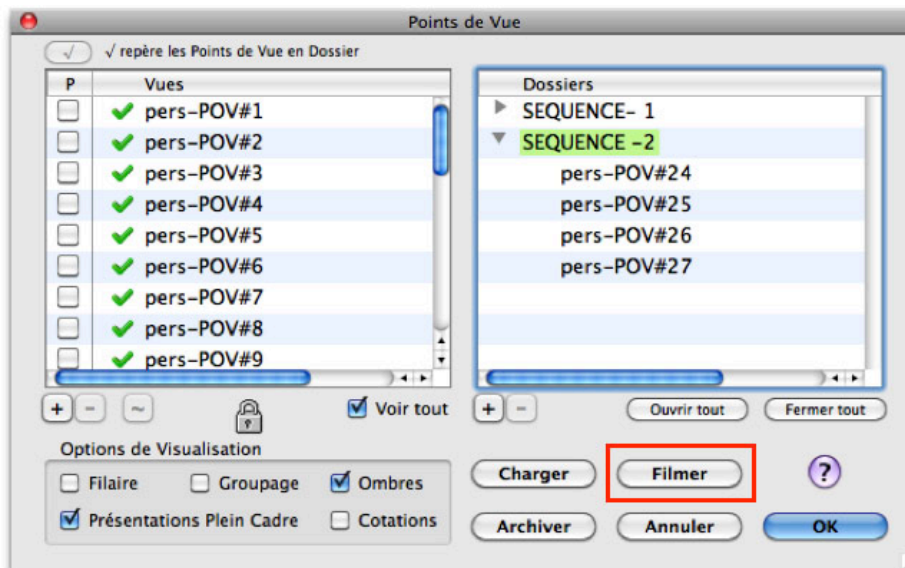 Points de Vue
√ √ repère les Points de Vue en Dossier
P Vues
pers-POV#1
pers-POV#2
pers-POV#3
pers-POV#4
pers-POV#5
pers-POV#6
pers-POV#7
pers-POV#8
pers-POV#9
Dossiers
SEQUENCE- 1
SEQUENCE -2
pers-POV#24
pers-POV#25
pers-POV#26
pers-POV#27
+ - ~ Voir tout
+ - Ouvrir tout Fermer tout
Options de Visualisation
Filaire Groupage Ombres
Présentations Plein Cadre Cotations
Charger Filmer ?
Archiver Annuler OK